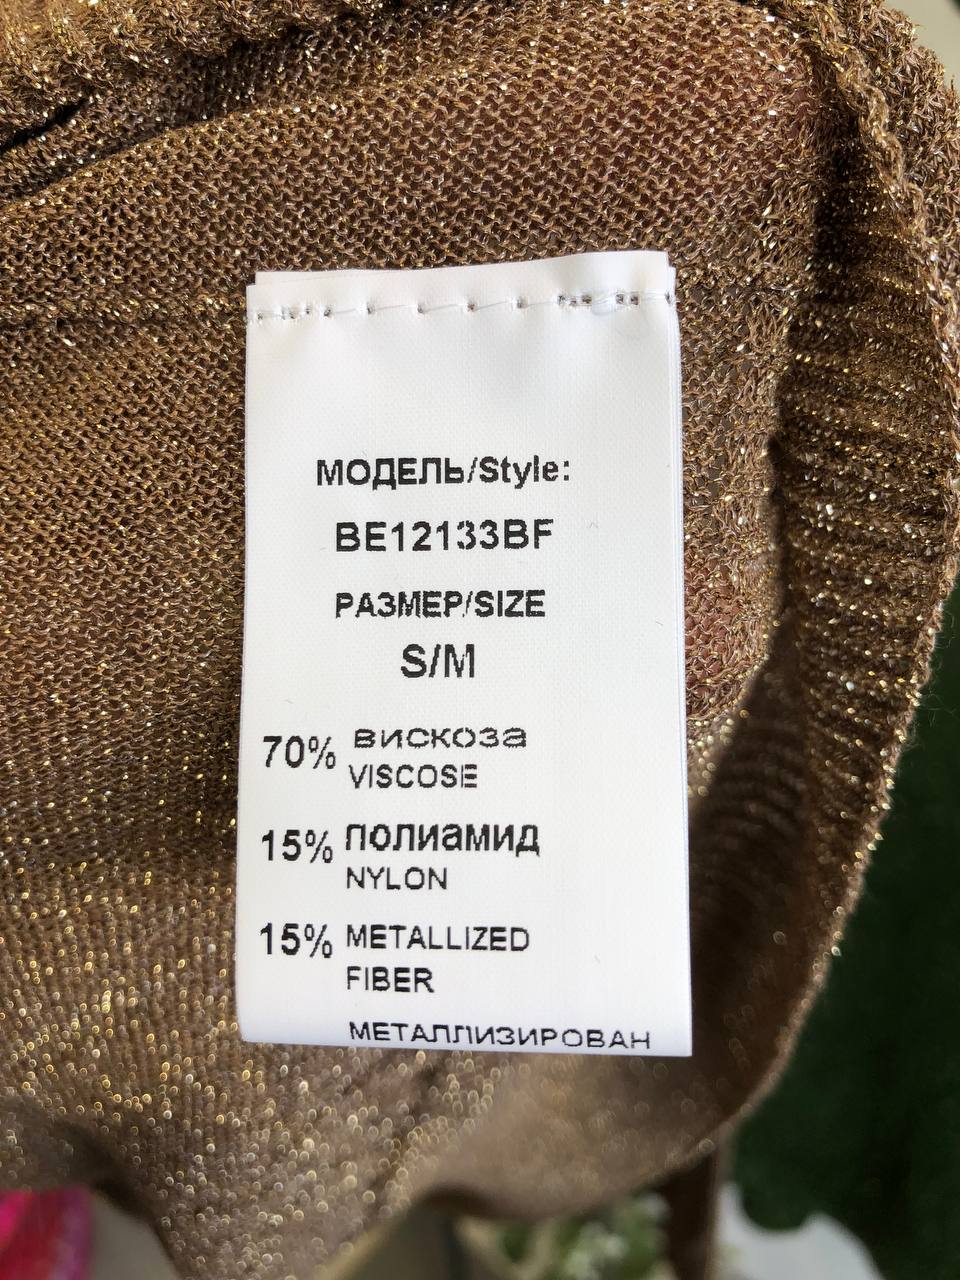 МОДЕЛЬ/Style:
BE12133BF
РАЗМЕР/SIZE
S/M
70% вискоза
VISCOSE
15% полиамид
NYLON
15% METALLIZED
FIBER
МЕТАЛЛИЗИРОВАН